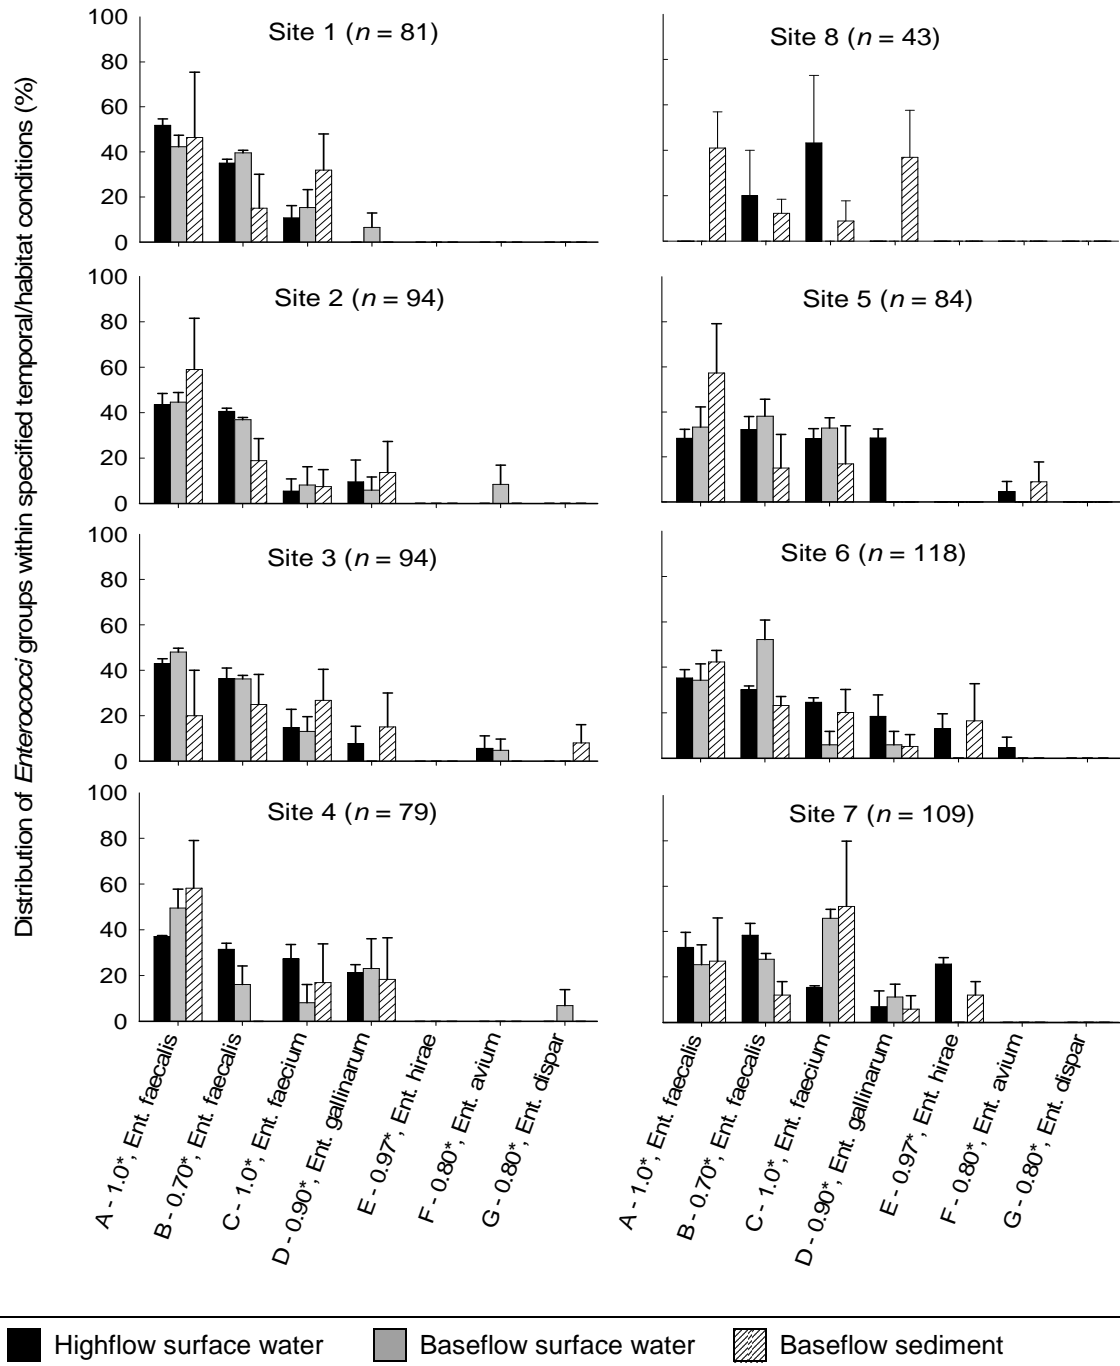 Distribution of Enterococci groups within specified temporal/habitat conditions (%)
Site 1 (n = 81)
100
80
60
40
20
0
Site 8 (n = 43)
Site 2 (n = 94)
100
80
60
40
20
0
Site 5 (n = 84)
Site 3 (n = 94)
100
80
60
40
20
0
Site 6 (n = 118)
Site 4 (n = 79)
100
80
60
40
20
0
Site 7 (n = 109)
A - 1.0*, Ent. faecalis
B - 0.70*, Ent. faecalis
C - 1.0*, Ent. faecium
D - 0.90*, Ent. gallinarum
E - 0.97*, Ent. hirae
F - 0.80*, Ent. avium
G - 0.80*, Ent. dispar
A - 1.0*, Ent. faecalis
B - 0.70*, Ent. faecalis
C - 1.0*, Ent. faecium
D - 0.90*, Ent. gallinarum
E - 0.97*, Ent. hirae
F - 0.80*, Ent. avium
G - 0.80*, Ent. dispar
Highflow surface water
Baseflow surface water
Baseflow sediment